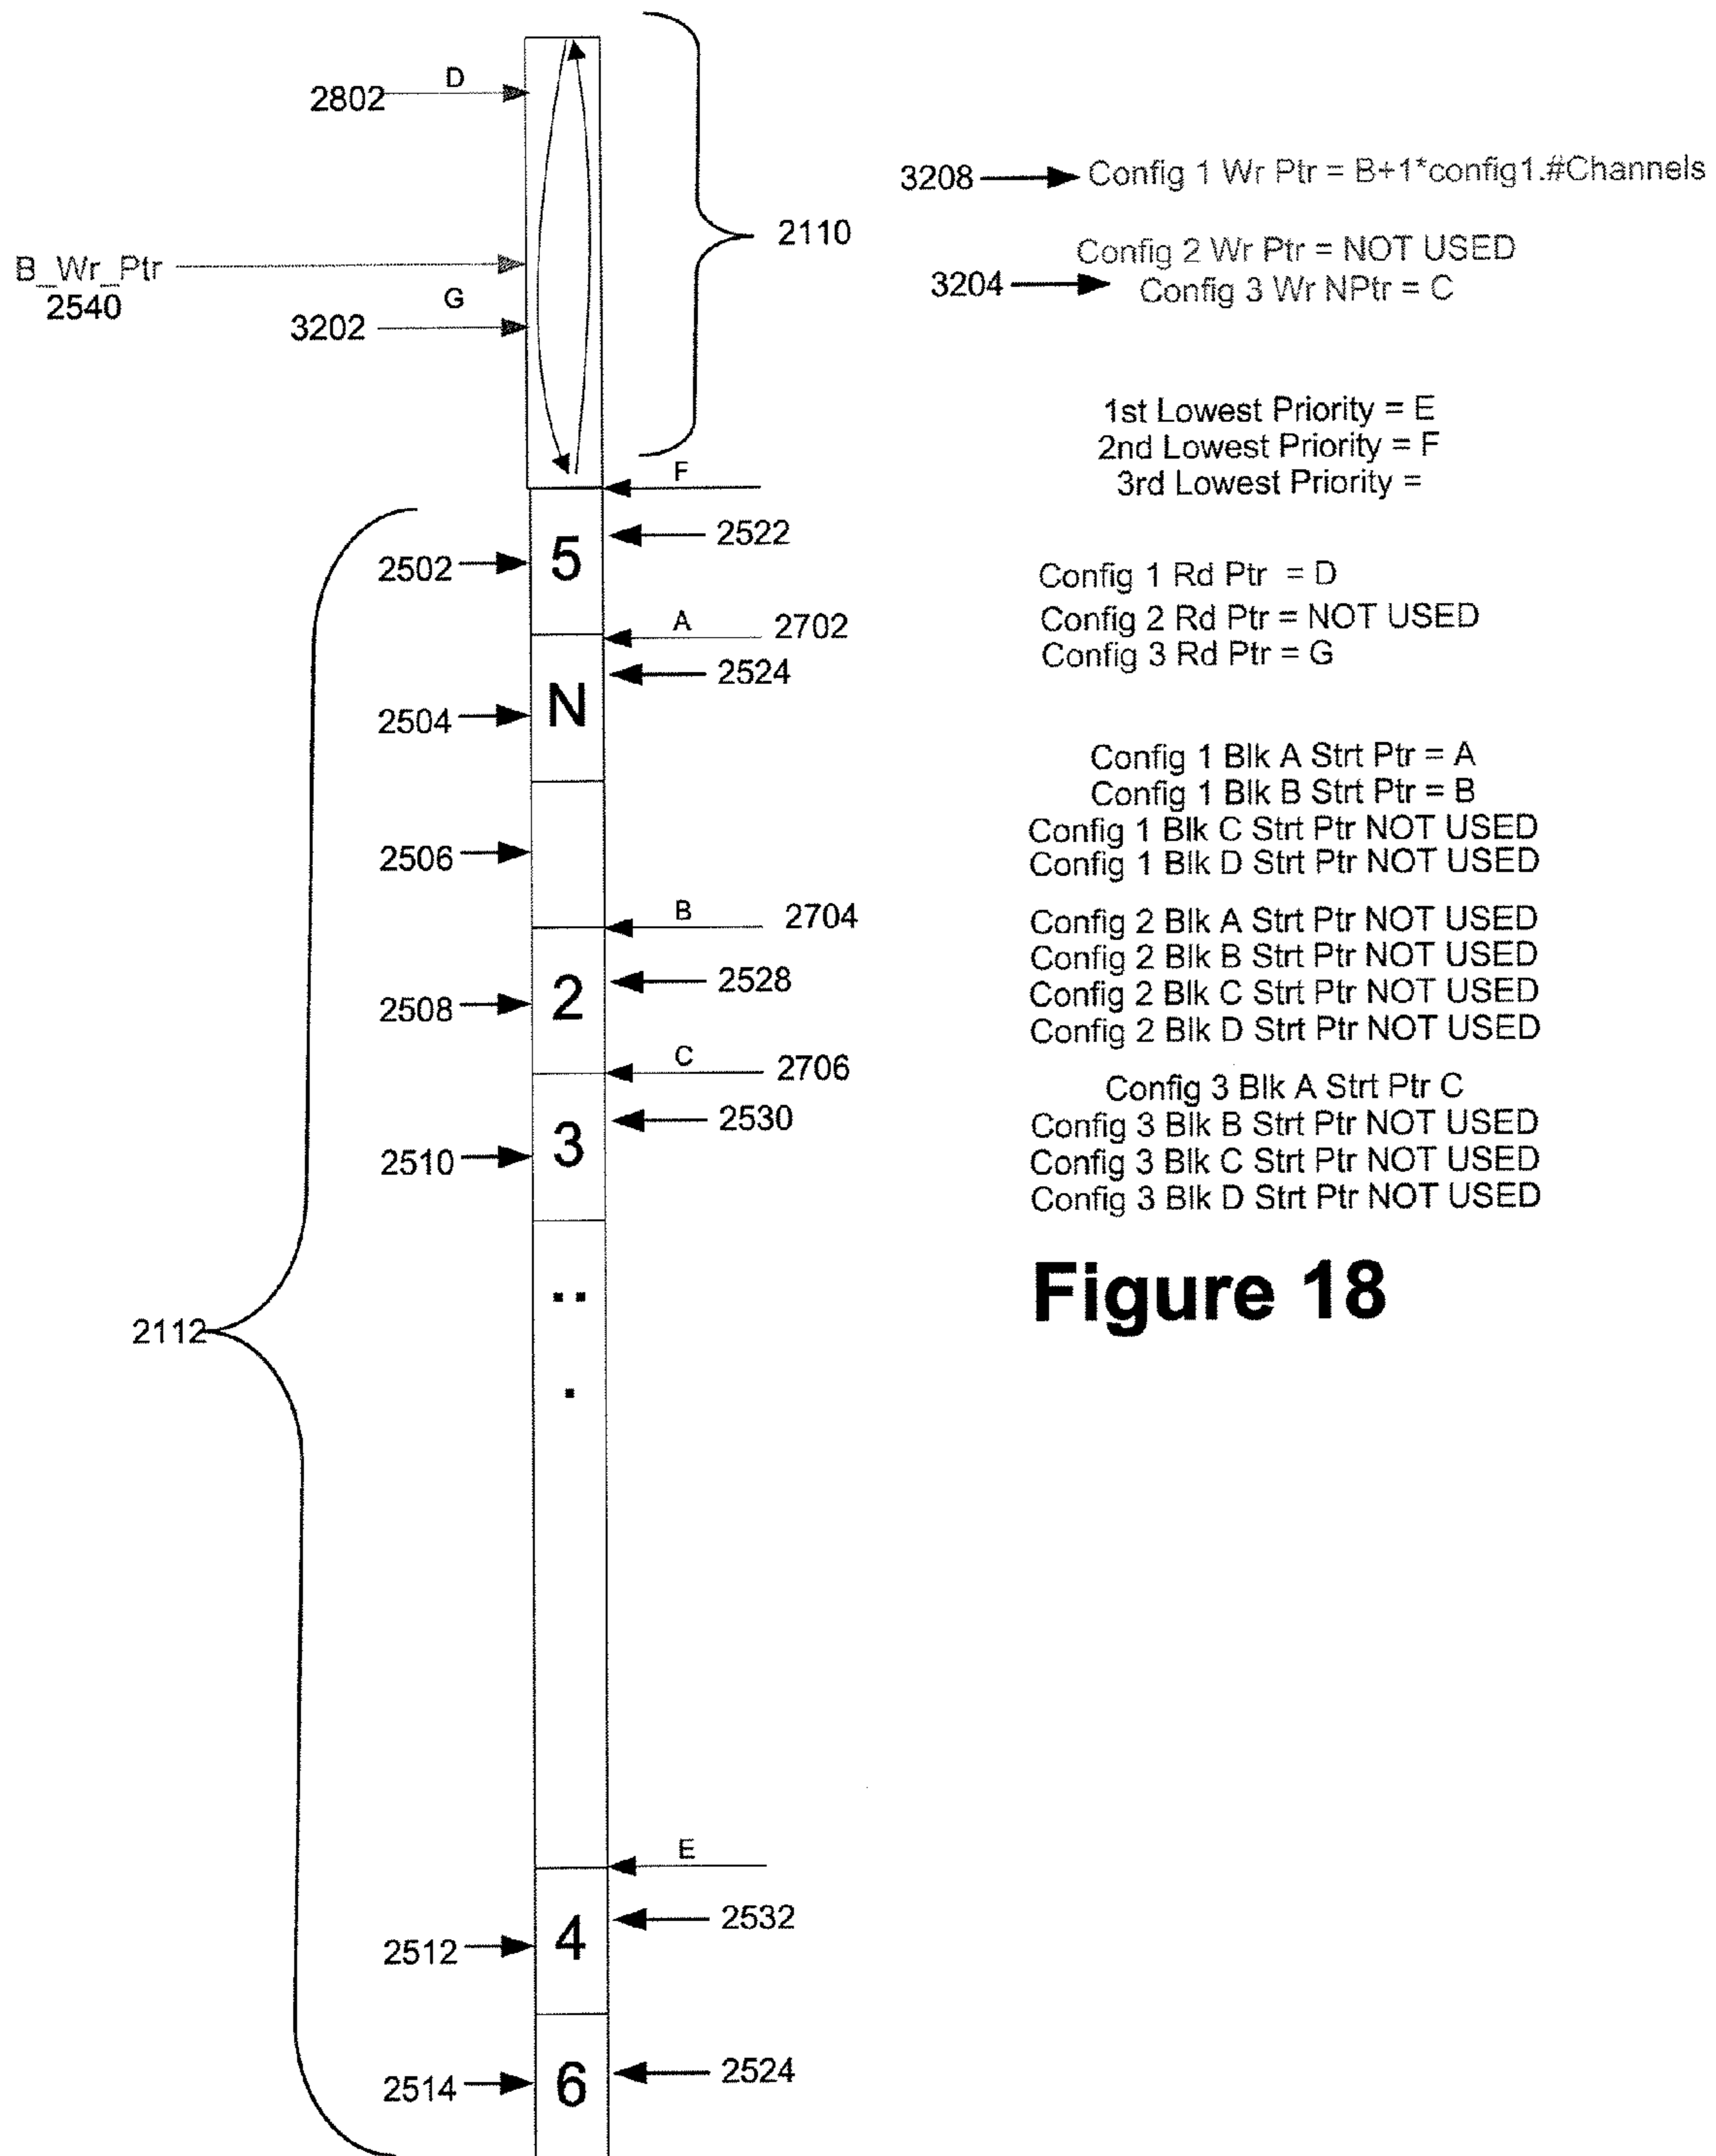 D
2802
3208
Config 1 Wr Ptr = B+1*config1.#Channels
2110
Config 2 Wr Ptr = NOT USED
B_Wr_Ptr
2540
3204
Config 3 Wr NPtr = C
G
3202
1st Lowest Priority = E
2nd Lowest Priority = F
3rd Lowest Priority =
F
2522
2502
5
Config 1 Rd Ptr = D
Config 2 Rd Ptr = NOT USED
Config 3 Rd Ptr = G
A
2702
2524
2504
N
Config 1 Blk A Strt Ptr = A
Config 1 Blk B Strt Ptr = B
Config 1 Blk C Strt Ptr NOT USED
Config 1 Blk D Strt Ptr NOT USED
2506
B
2704
Config 2 Blk A Strt Ptr NOT USED
Config 2 Blk B Strt Ptr NOT USED
Config 2 Blk C Strt Ptr NOT USED
Config 2 Blk D Strt Ptr NOT USED
2528
2508
2
C
2706
Config 3 Blk A Strt Ptr C
Config 3 Blk B Strt Ptr NOT USED
Config 3 Blk C Strt Ptr NOT USED
Config 3 Blk D Strt Ptr NOT USED
2530
2510
3
Figure 18
..
.
2112
E
2532
2512
4
2524
2514
6